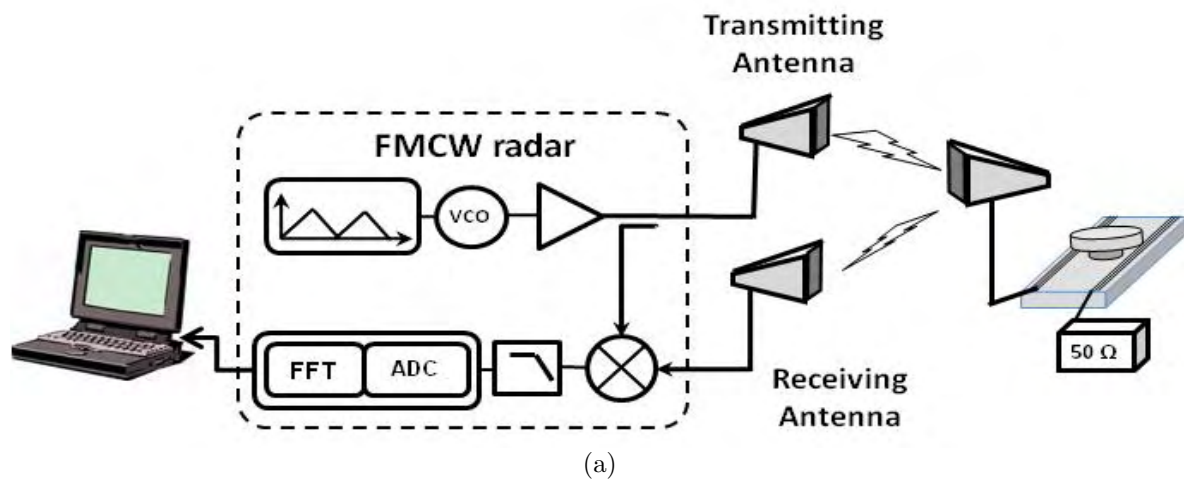 Transmitting
Antenna
FMCW radar
VCO
FFT
ADC
50 Ω
Receiving
Antenna
(a)